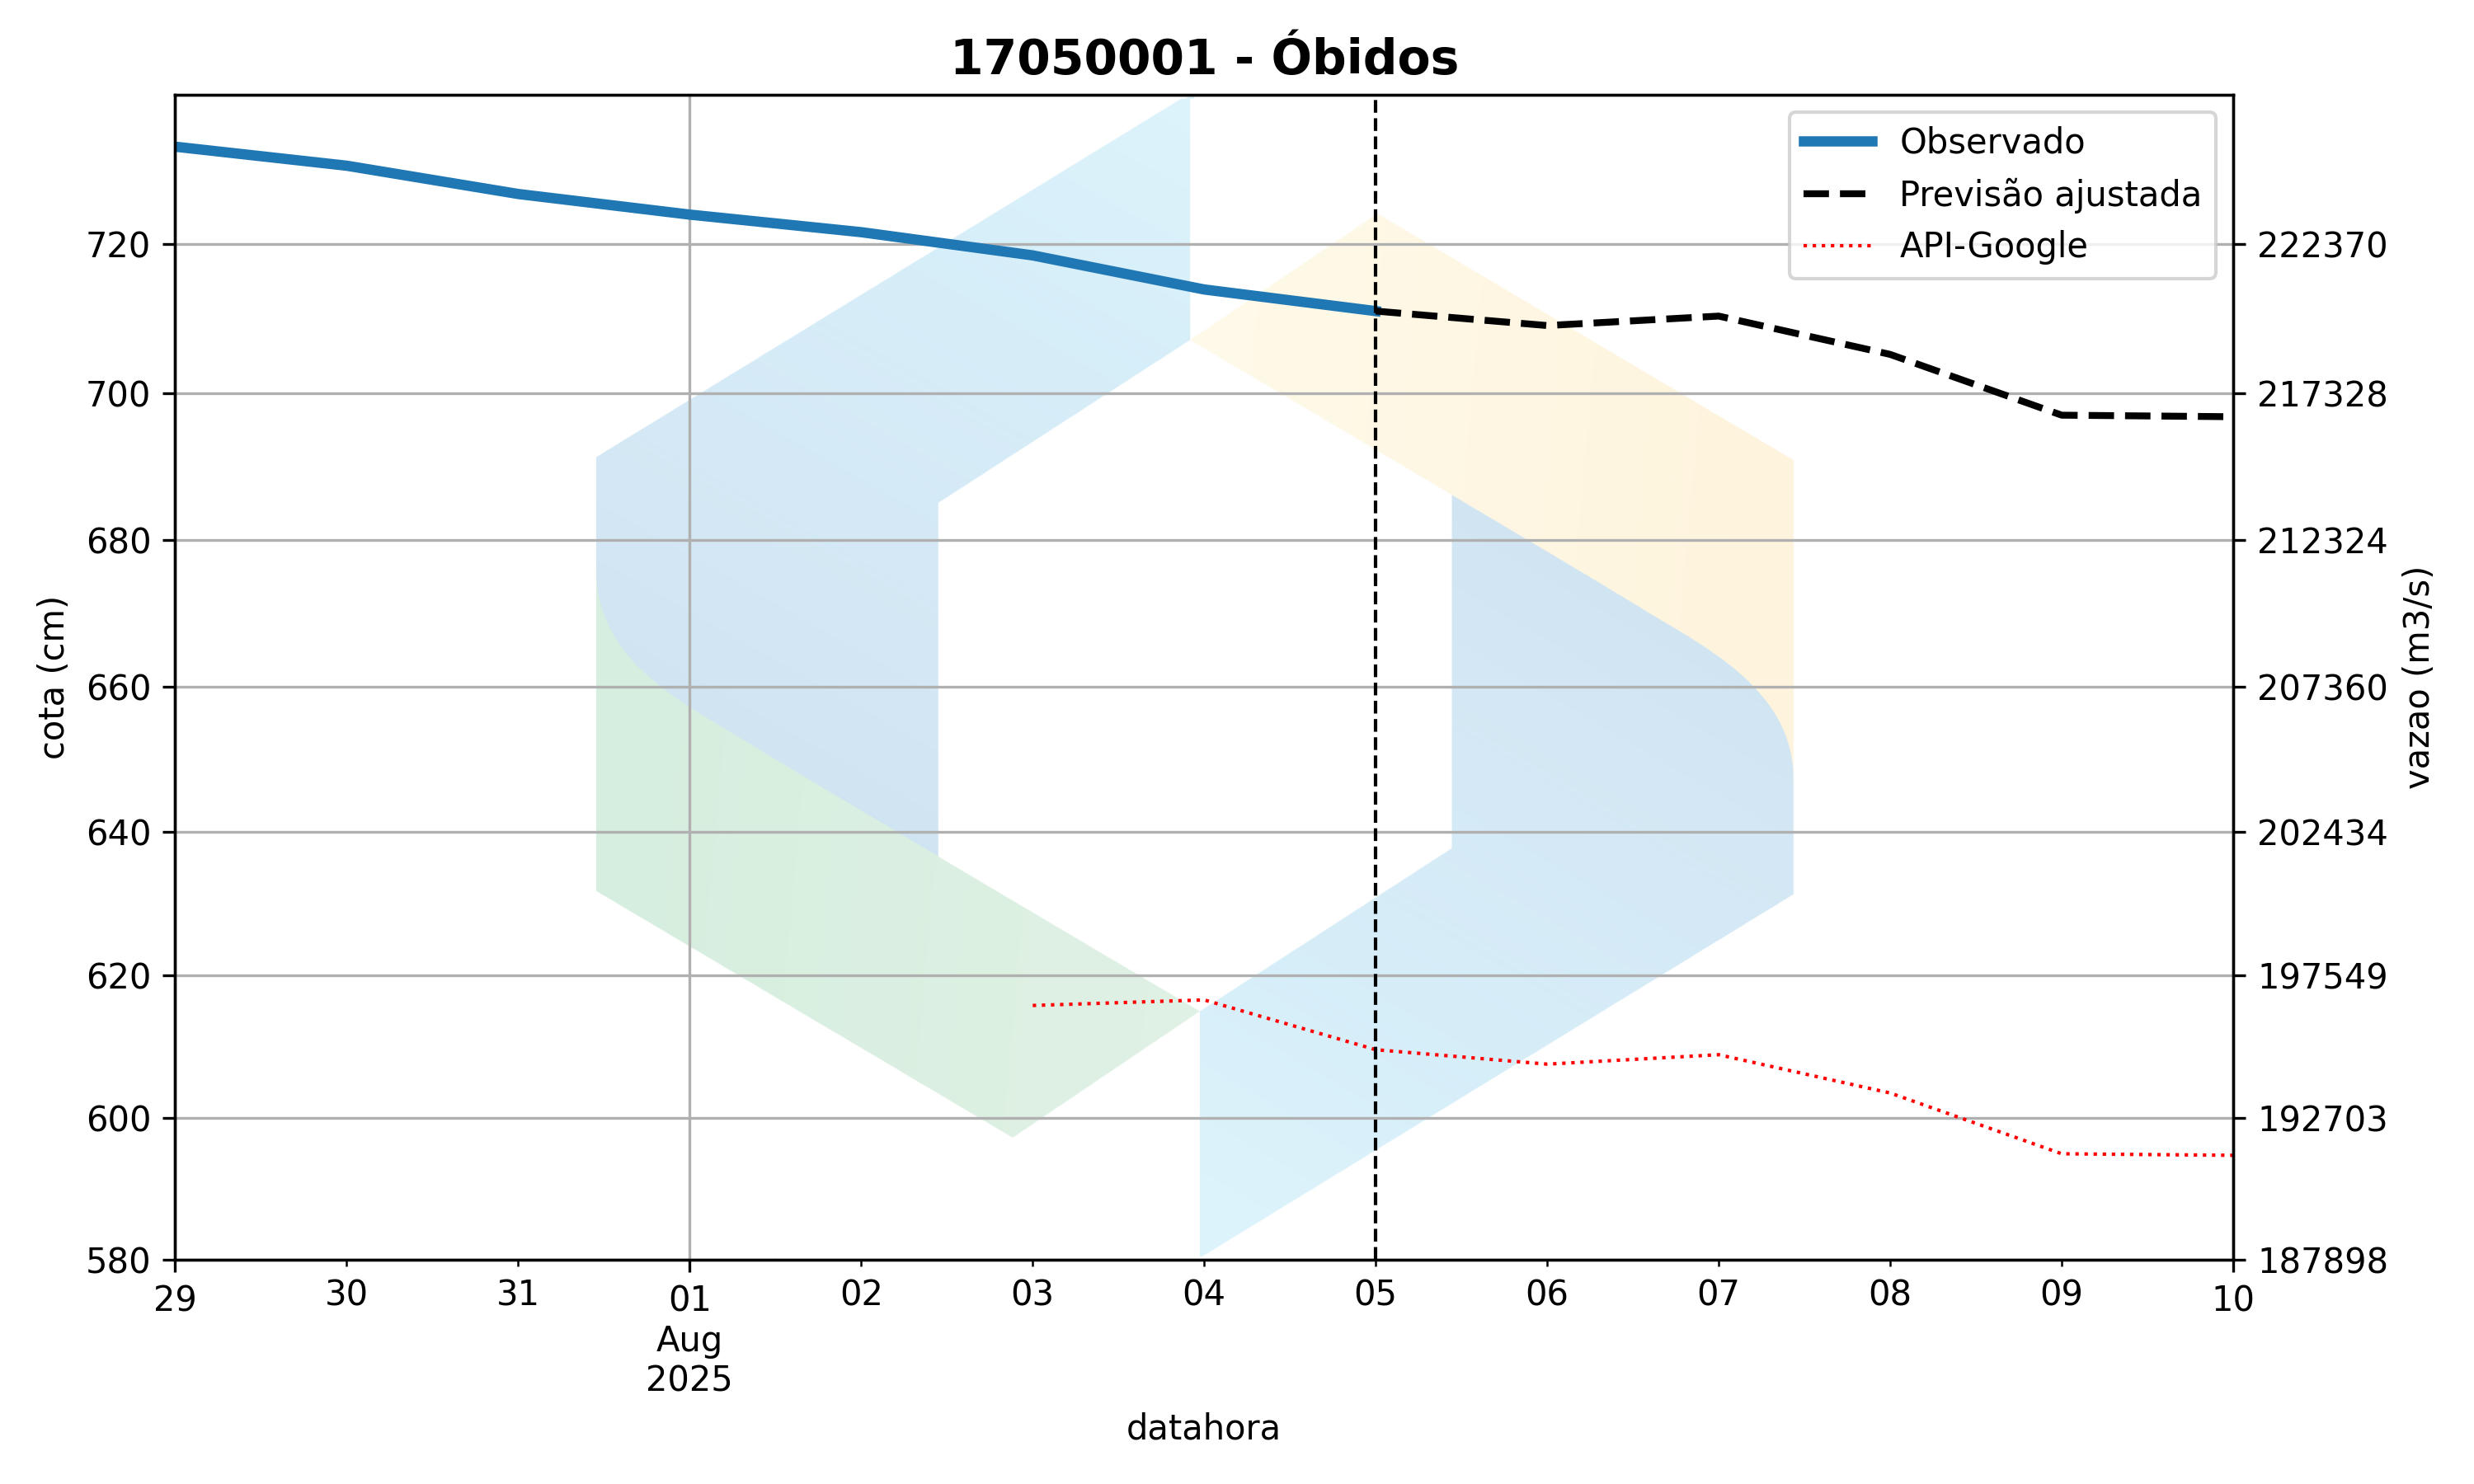 17050001 - Óbidos
Observado
Previsão ajustada
API-Google
720
700
680
660
640
620
600
580
cota (cm)
222370
217328
212324
207360
202434
197549
192703
187898
vazao (m3/s)
29 30 31 01 02 03 04 05 06 07 08 09 10
Aug
2025
datahora